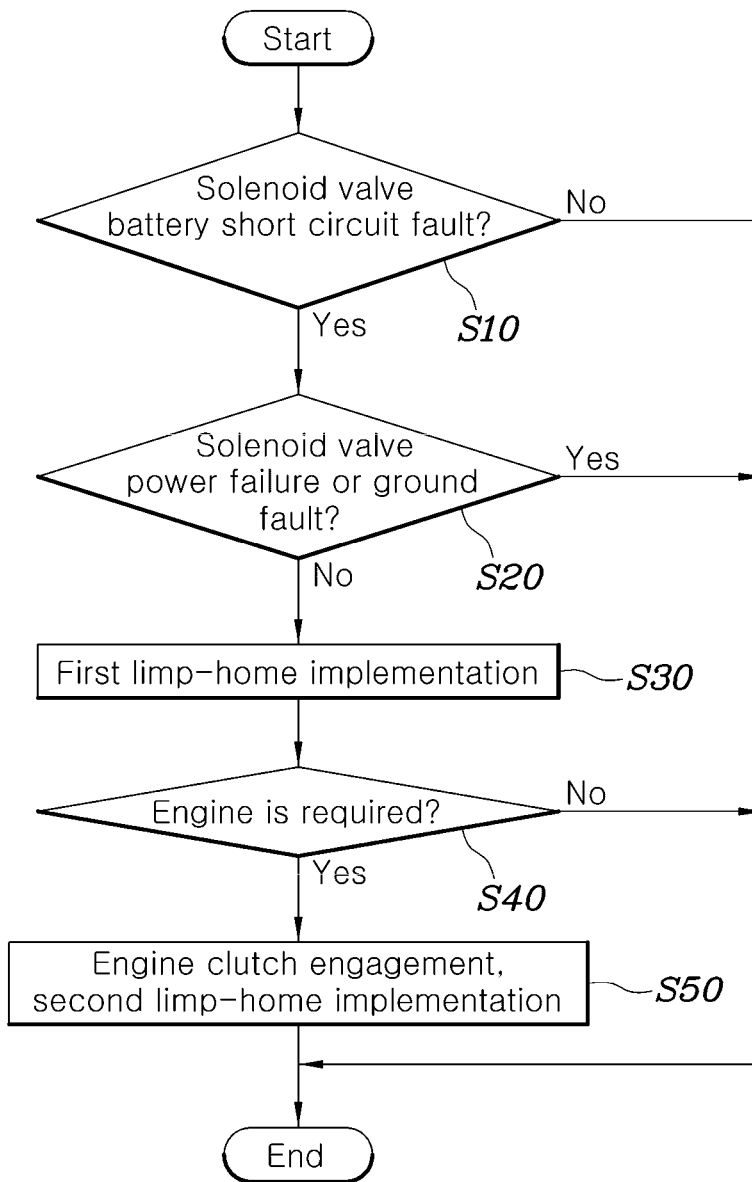 Start
Solenoid valve
battery short circuit fault?
No
S10
Yes
Solenoid valve
power failure or ground
fault?
Yes
S20
No
First limp-home implementation
S30
Engine is required?
No
S40
Yes
Engine clutch engagement,
second limp-home implementation
S50
End